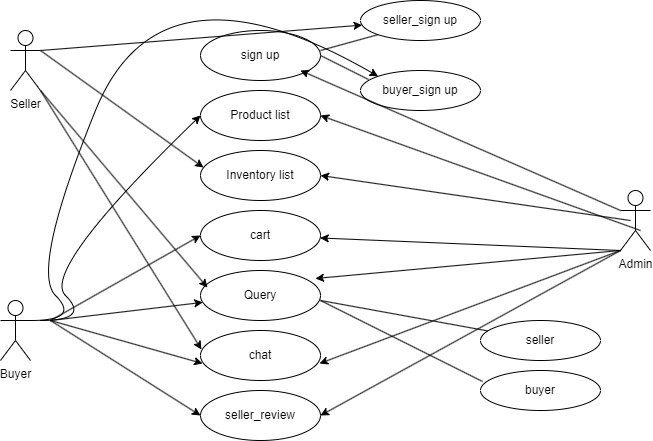 seller_sign up
sign up
Seller
buyer_sign up
Product list
Inventory list
cart
Admin
Query
seller
chat
Buyer
buyer
seller_review